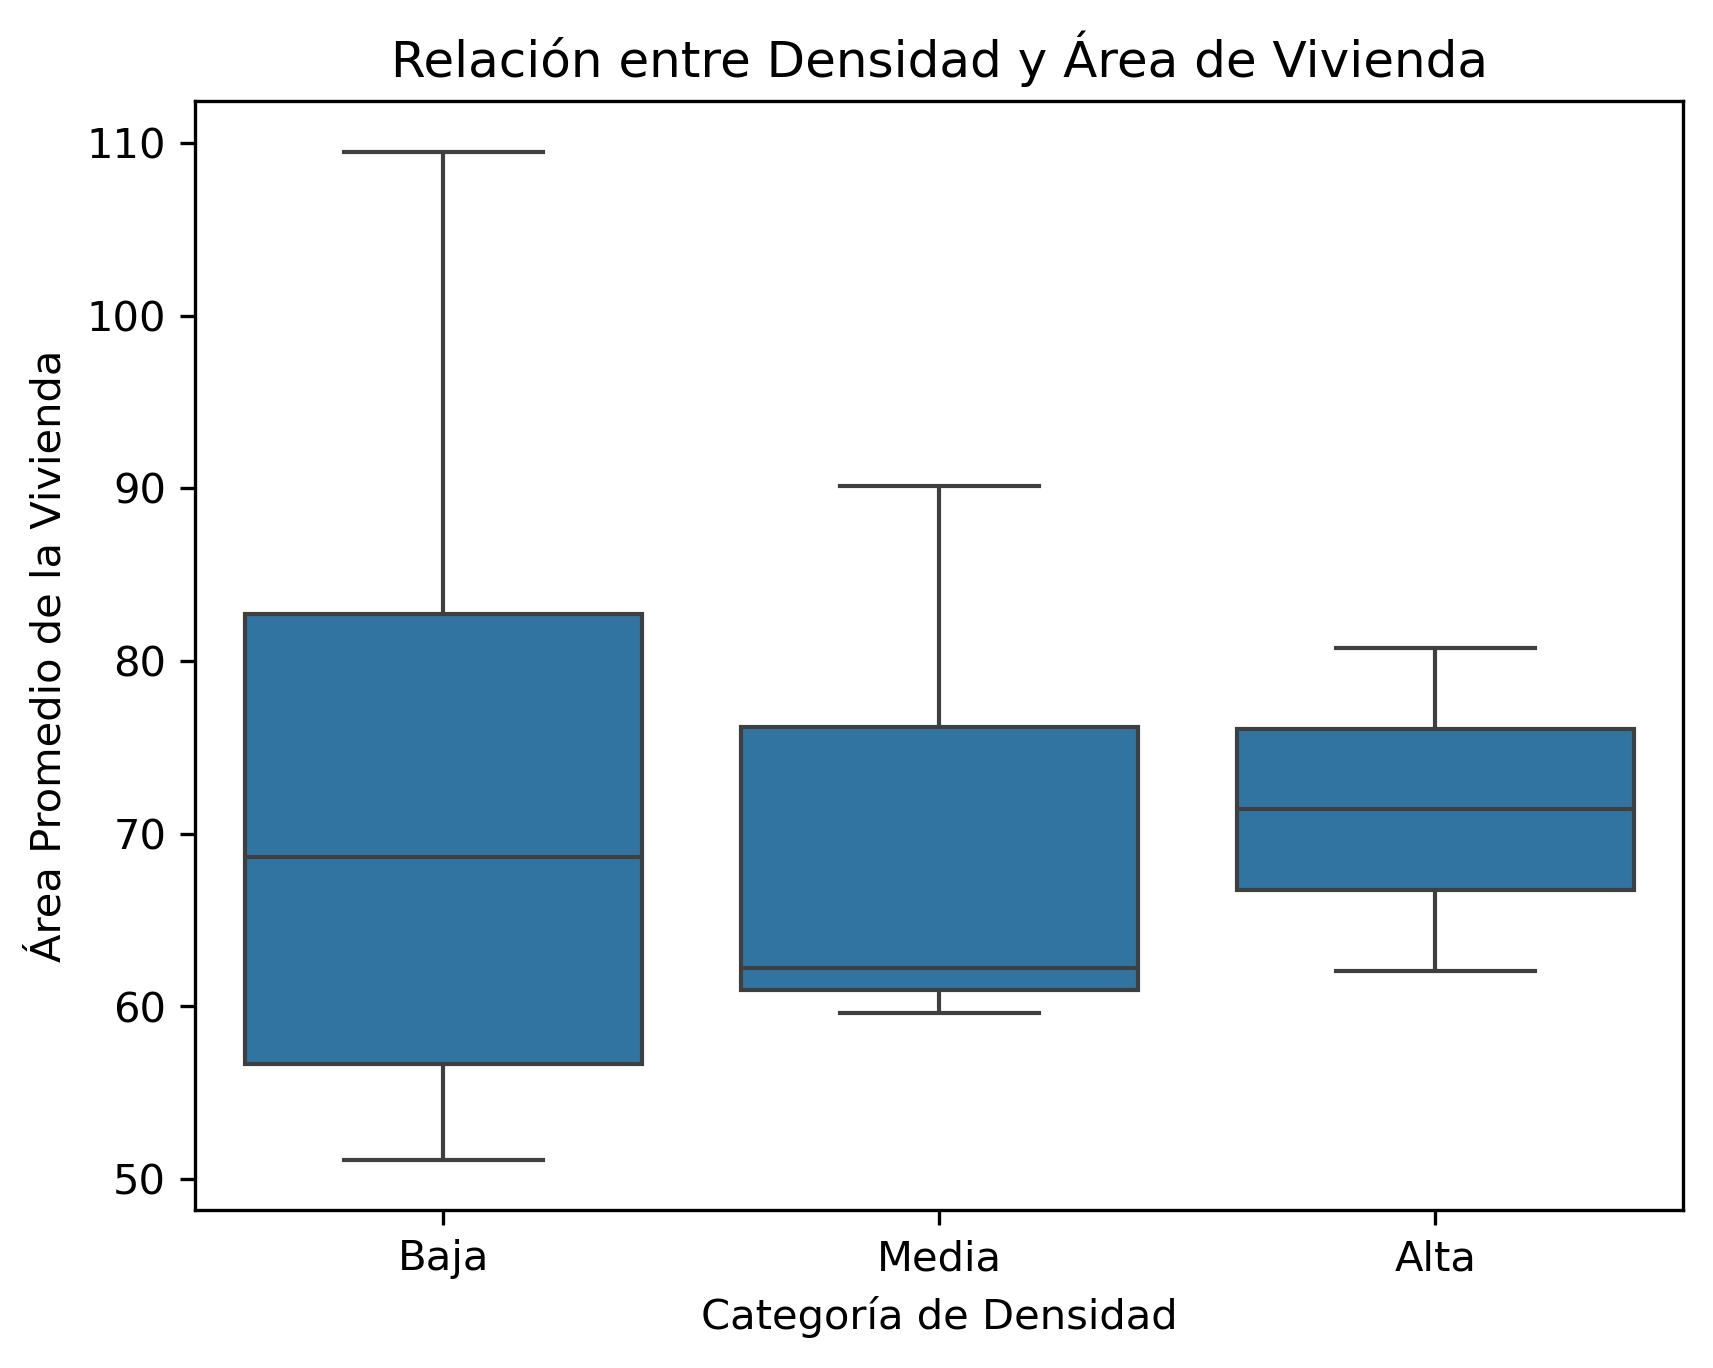 Relación entre Densidad y Área de Vivienda
Área Promedio de la Vivienda
110
100
90
80
70
60
50
Baja
Media
Alta
Categoría de Densidad